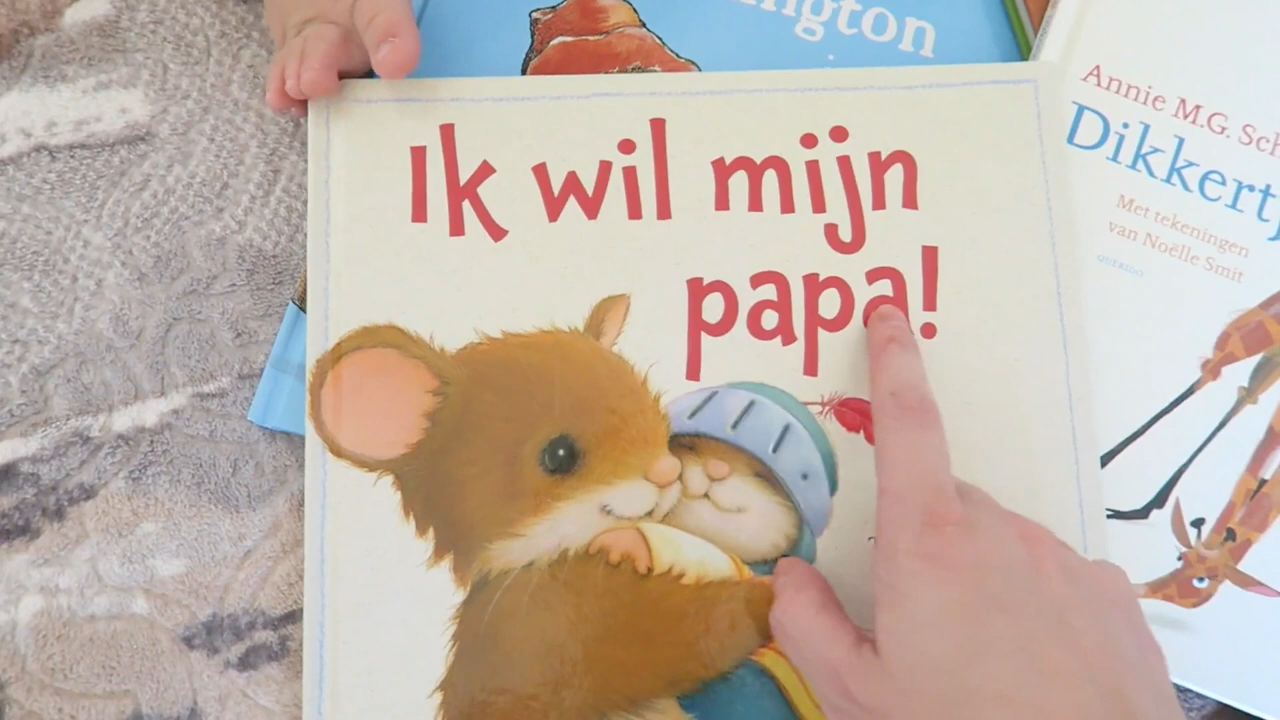 ington
Ik wil mijn
papa!
Annie M.G. Sch
Dikkertj
Met tekeningen
van Noëlle Smit
QUERIDO